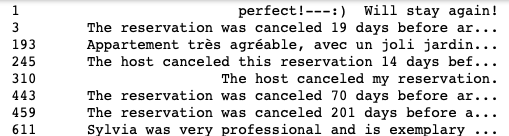 1 perfect!---:) Will stay again!
3 The reservation was canceled 19 days before ar...
193 Appartement très agréable, avec un joli jardin...
245 The host canceled this reservation 14 days bef...
310 The host canceled my reservation.
443 The reservation was canceled 70 days before ar...
459 The reservation was canceled 201 days before a...
611 Sylvia was very professional and is exemplary ...